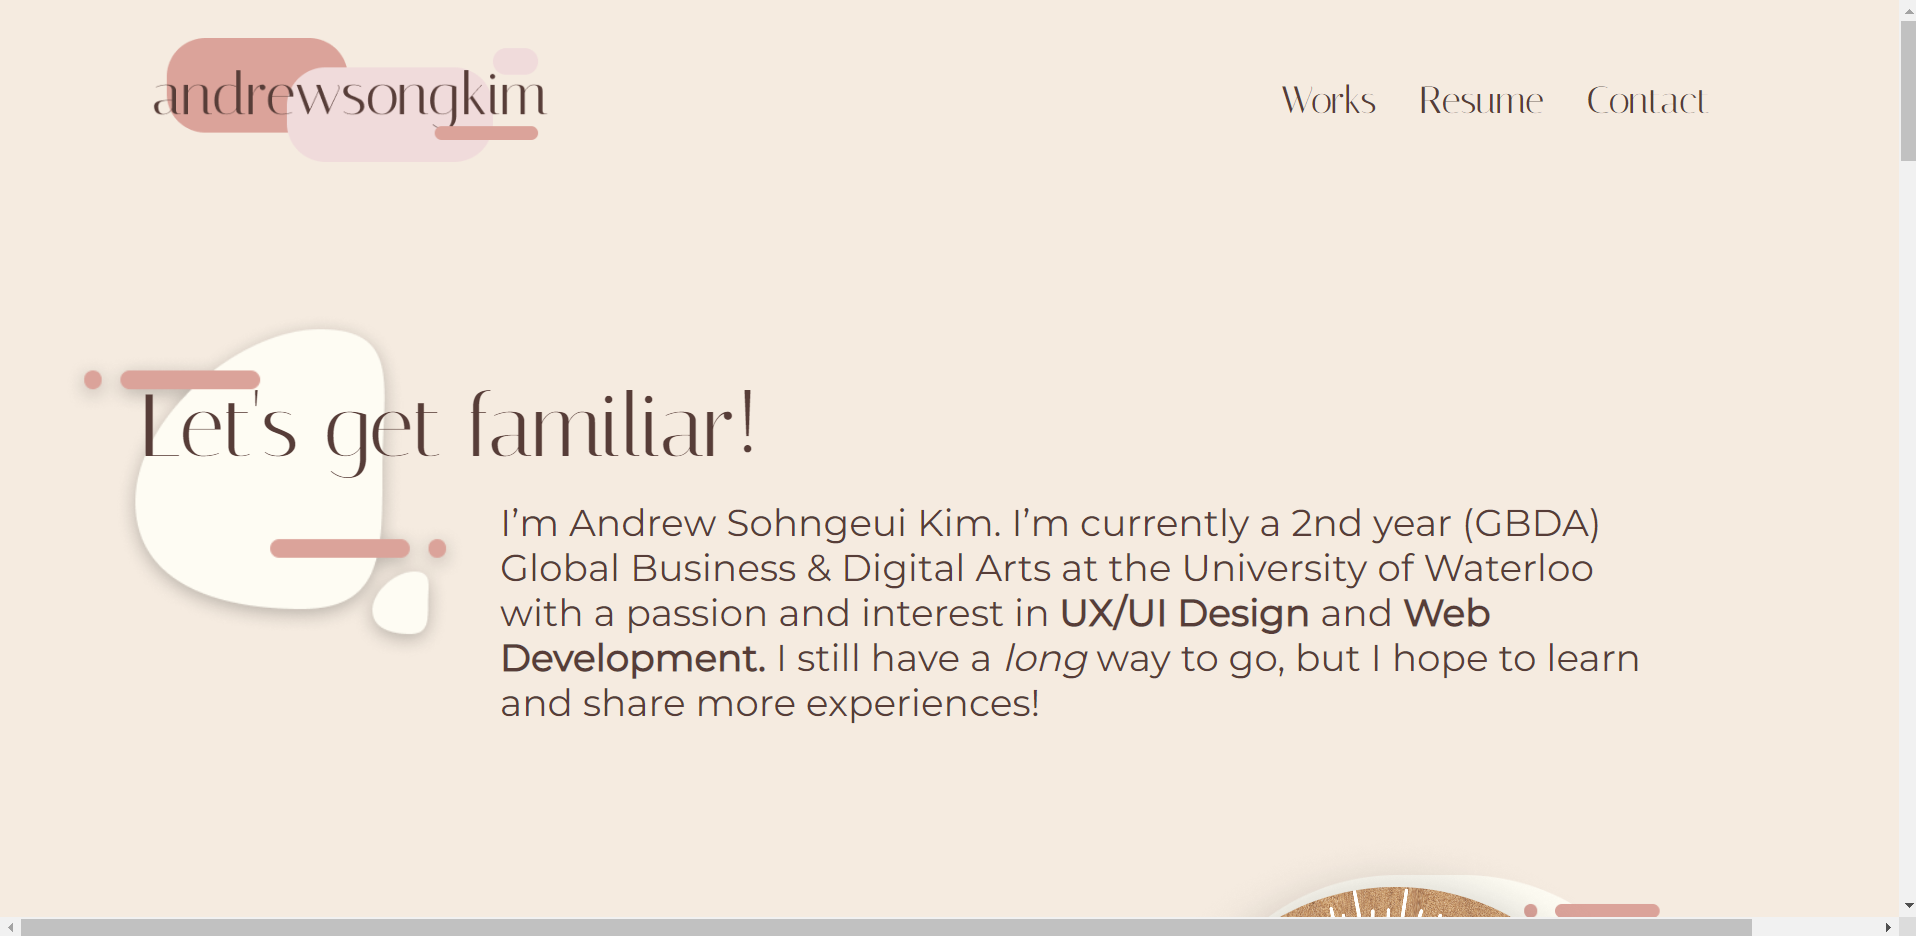 andrewsongkim
Works Resume Contact
Let's get familiar!
I’m Andrew Sohngeui Kim. I’m currently a 2nd year (GBDA)
Global Business & Digital Arts at the University of Waterloo
with a passion and interest in UX/UI Design and Web
Development. I still have a long way to go, but I hope to learn
and share more experiences!